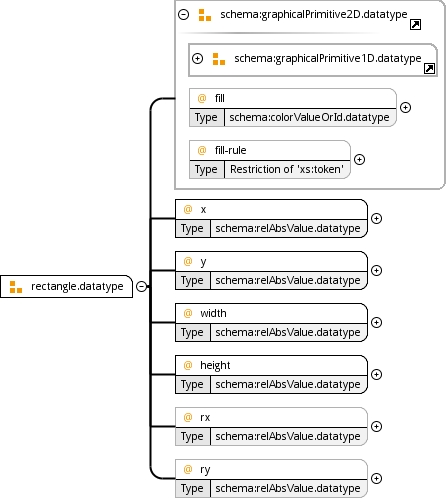 schema:graphicalPrimitive2D.datatype
schema:graphicalPrimitive1D.datatype
@ fill
Type schema:colorValueOrId.datatype
@ fill-rule
Type Restriction of 'xs:token'
@ x
Type schema:relAbsValue.datatype
@ y
Type schema:relAbsValue.datatype
rectangle.datatype
@ width
Type schema:relAbsValue.datatype
@ height
Type schema:relAbsValue.datatype
@ rx
Type schema:relAbsValue.datatype
@ ry
Type schema:relAbsValue.datatype